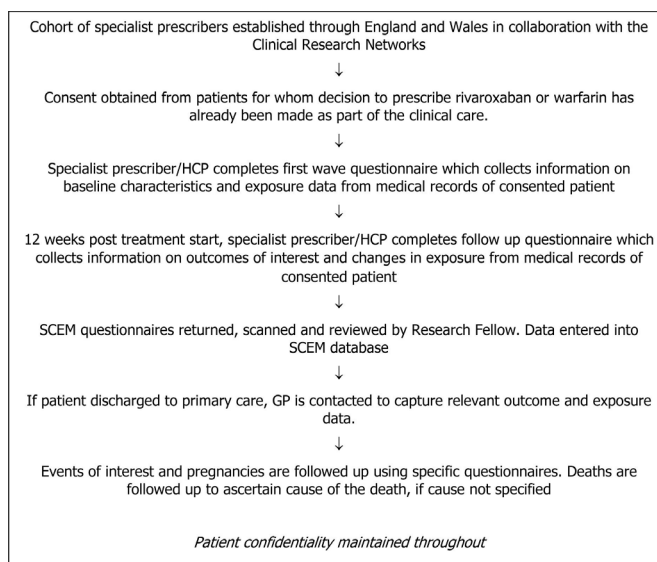 Cohort of specialist prescribers established through England and Wales in collaboration with the
Clinical Research Networks
↓
Consent obtained from patients for whom decision to prescribe rivaroxaban or warfarin has
already been made as part of the clinical care.
↓
Specialist prescriber/HCP completes first wave questionnaire which collects information on
baseline characteristics and exposure data from medical records of consented patient
↓
12 weeks post treatment start, specialist prescriber/HCP completes follow up questionnaire which
collects information on outcomes of interest and changes in exposure from medical records of
consented patient
↓
SCEM questionnaires returned, scanned and reviewed by Research Fellow. Data entered into
SCEM database
↓
If patient discharged to primary care, GP is contacted to capture relevant outcome and exposure
data.
↓
Events of interest and pregnancies are followed up using specific questionnaires. Deaths are
followed up to ascertain cause of the death, if cause not specified
Patient confidentiality maintained throughout